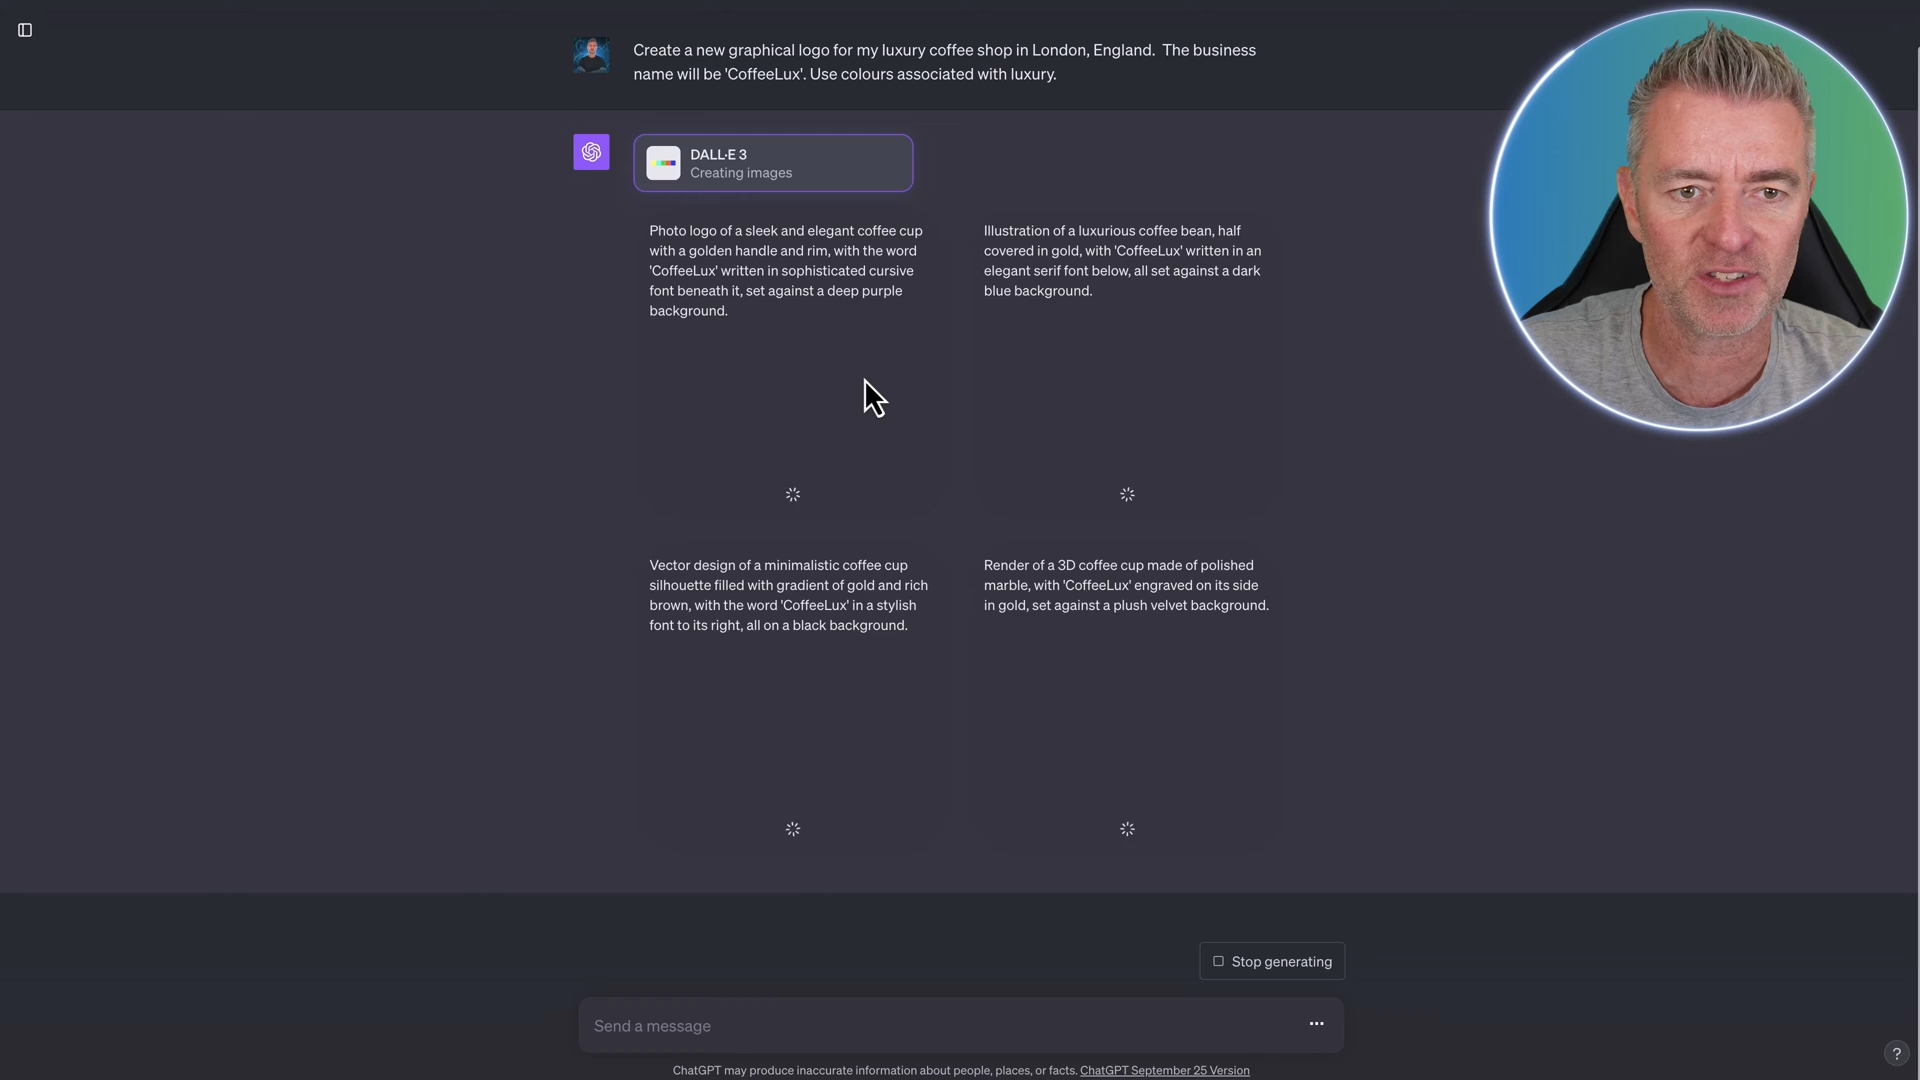 Create a new graphical logo for my luxury coffee shop in London, England.  The business
name will be 'CoffeeLux'. Use colours associated with luxury.
DALL·E 3
Creating images
Photo logo of a sleek and elegant coffee cup
with a golden handle and rim, with the word
'CoffeeLux' written in sophisticated cursive
font beneath it, set against a deep purple
background.
Illustration of a luxurious coffee bean, half
covered in gold, with 'CoffeeLux' written in an
elegant serif font below, all set against a dark
blue background.
Vector design of a minimalistic coffee cup
silhouette filled with gradient of gold and rich
brown, with the word 'CoffeeLux' in a stylish
font to its right, all on a black background.
Render of a 3D coffee cup made of polished
marble, with 'CoffeeLux' engraved on its side
in gold, set against a plush velvet background.
Stop generating
Send a message
ChatGPT may produce inaccurate information about people, places, or facts. ChatGPT September 25 Version
?